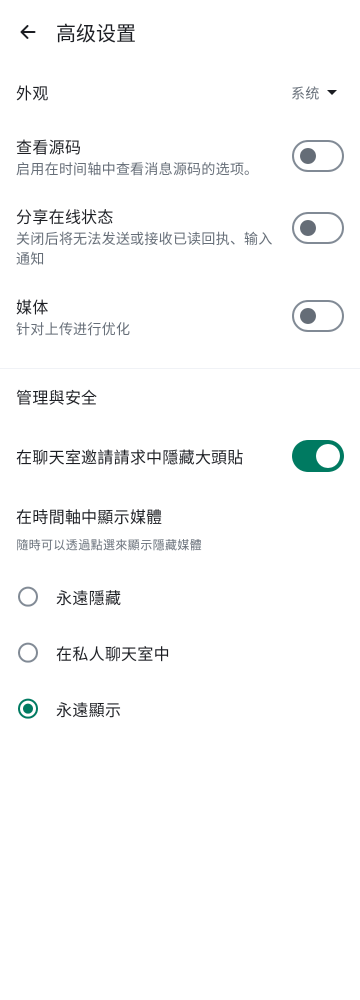 高级设置
外观
系统
查看源码
启用在时间轴中查看消息源码的选项。
分享在线状态
关闭后将无法发送或接收已读回执、输入
通知
媒体
针对上传进行优化
管理與安全
在聊天室邀請請求中隱藏大頭貼
在時間軸中顯示媒體
隨時可以透過點選來顯示隱藏媒體
永遠隱藏
在私人聊天室中
永遠顯示